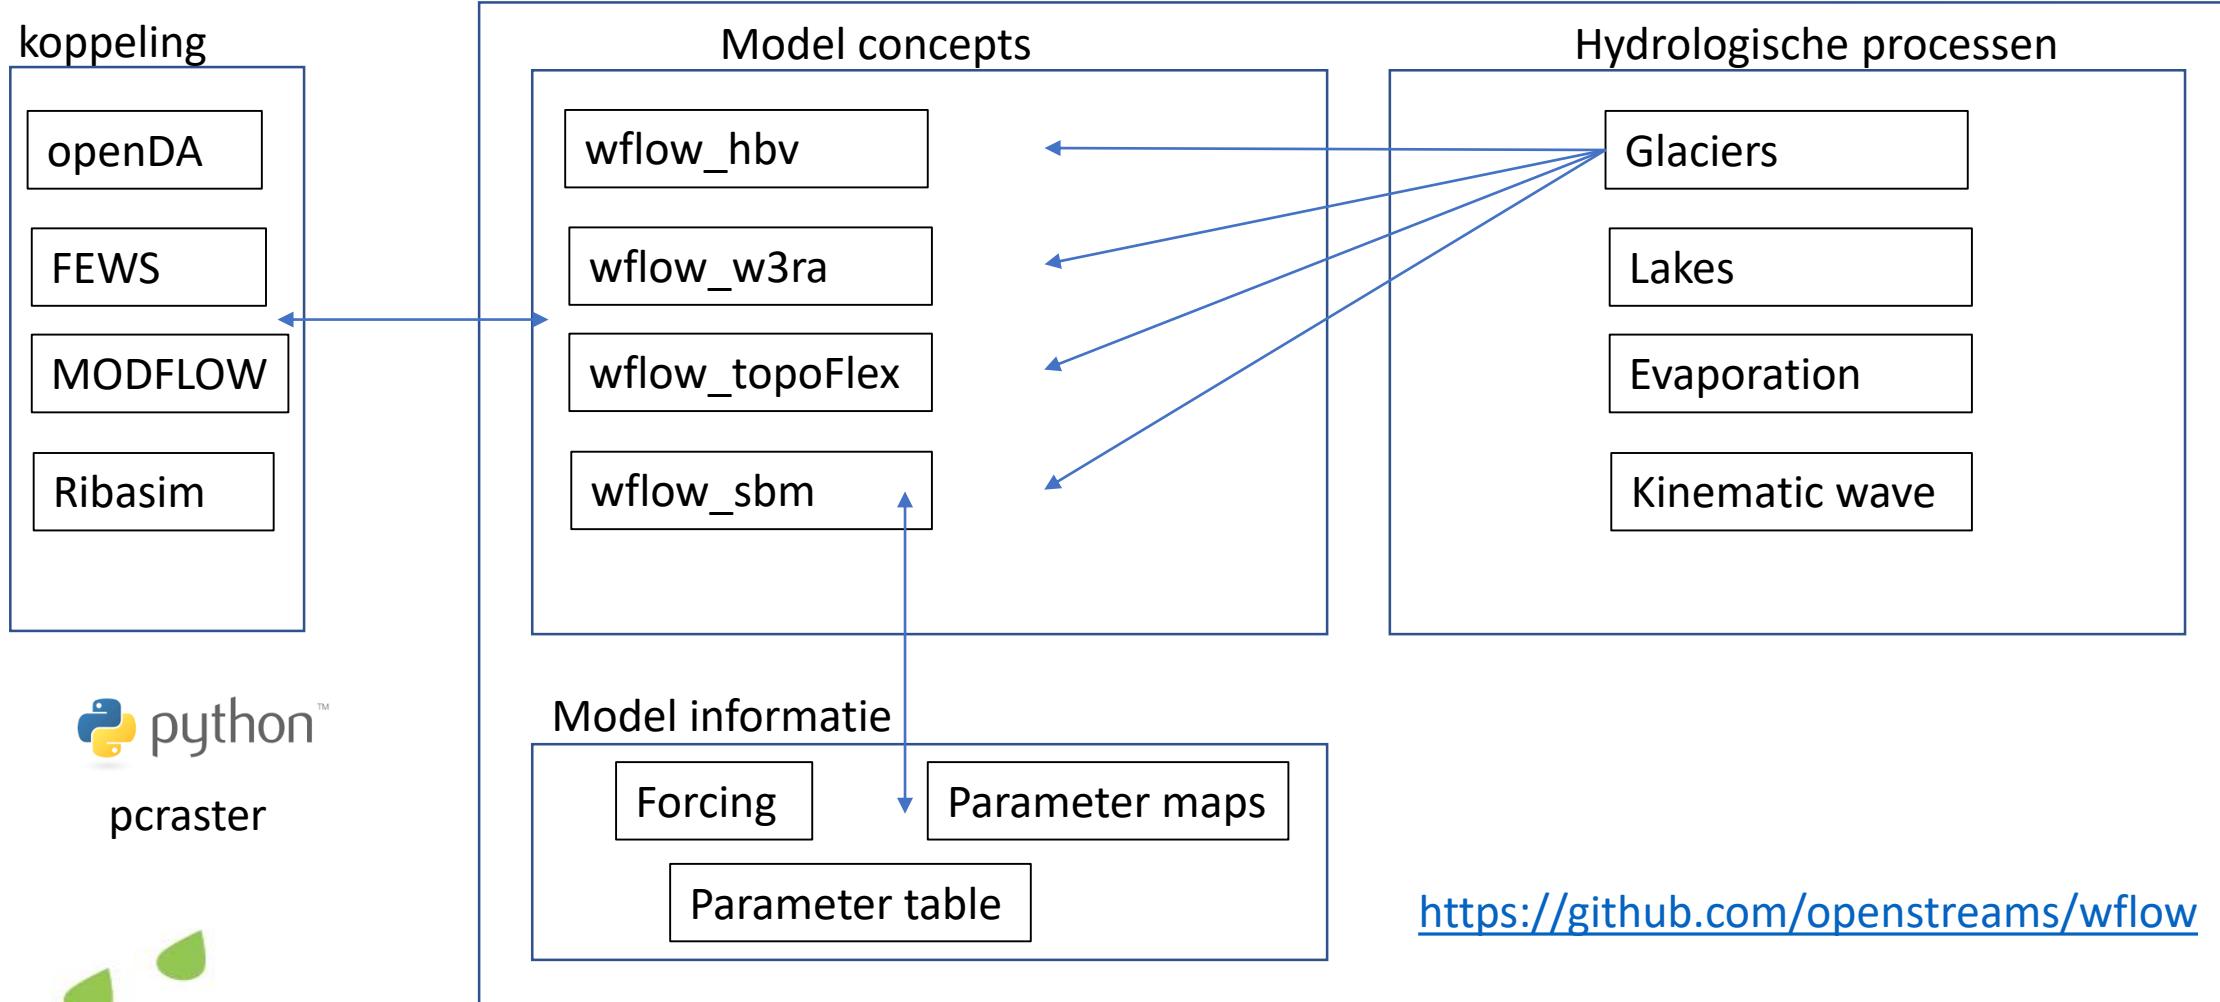 koppeling
openDA
FEWS
MODFLOW
Ribasim
python™
pcraster
Model concepts
wflow_hbv
wflow_w3ra
wflow_topoFlex
wflow_sbm
Hydrologische processen
Glaciers
Lakes
Evaporation
Kinematic wave
Model informatie
Forcing
Parameter maps
Parameter table
https://github.com/openstreams/wflow